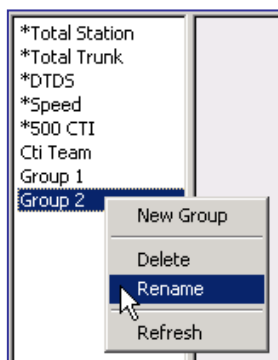 *Total Station
*Total Trunk
*DTDS
*Speed
*500 CTI
Cti Team
Group 1
Group 2
New Group
Delete
Rename
Refresh